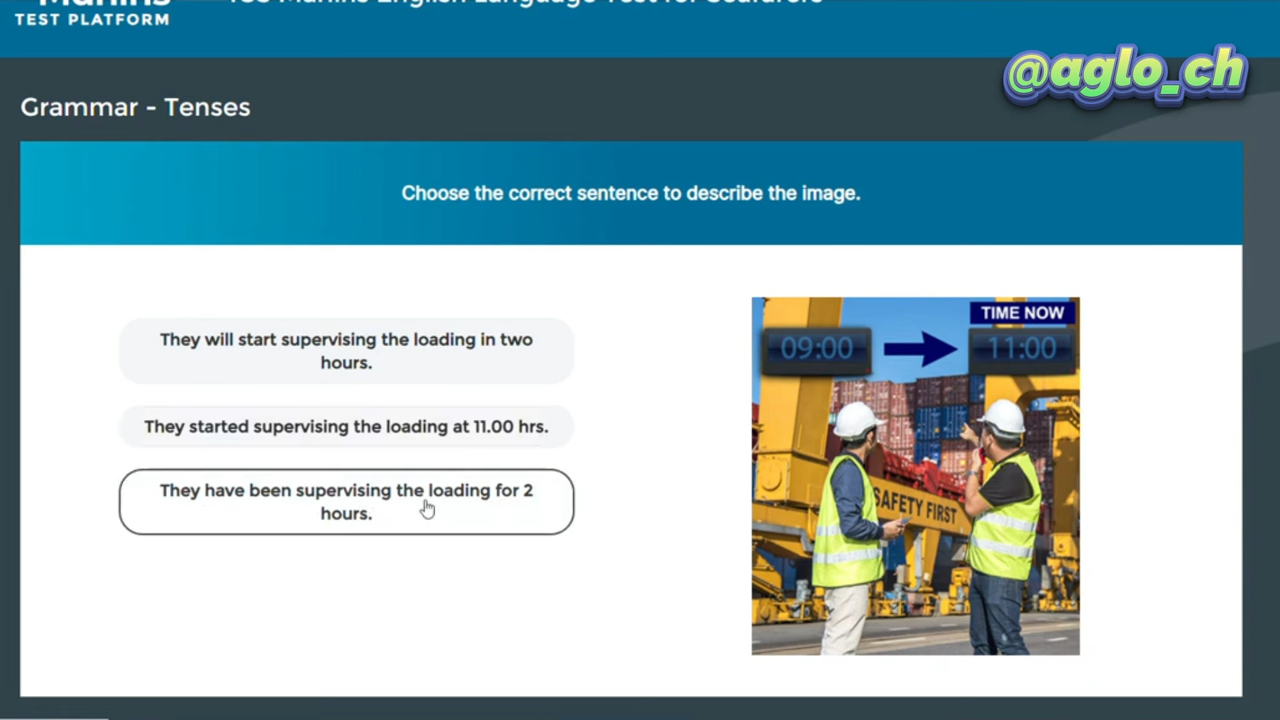 TEST PLATFORM
@aglo_ch
Grammar - Tenses
Choose the correct sentence to describe the image.
They will start supervising the loading in two
hours.
They started supervising the loading at 11.00 hrs.
They have been supervising the loading for 2
hours.
TIME NOW
09:00
11:00
SAFETY FIRST